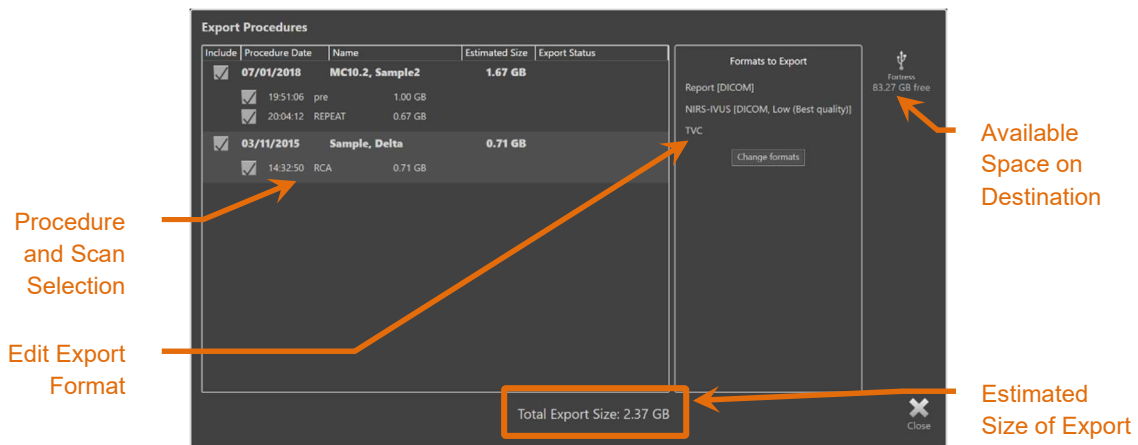 Export Procedures
Include Procedure Date Name Estimated Size Export Status
07/01/2018 MC10.2, Sample2 1.67 GB
19:51:06 pre 1.00 GB
20:04:12 REPEAT 0.67 GB
03/11/2015 Sample, Delta 0.71 GB
14:32:50 RCA 0.71 GB
Formats to Export
Report [DICOM]
NIRS-IVUS [DICOM, Low (Best quality)]
TVC
Change formats
Fortress
83.27 GB free
Total Export Size: 2.37 GB
Close
Procedure
and Scan
Selection
Edit Export
Format
Available
Space on
Destination
Estimated
Size of Export